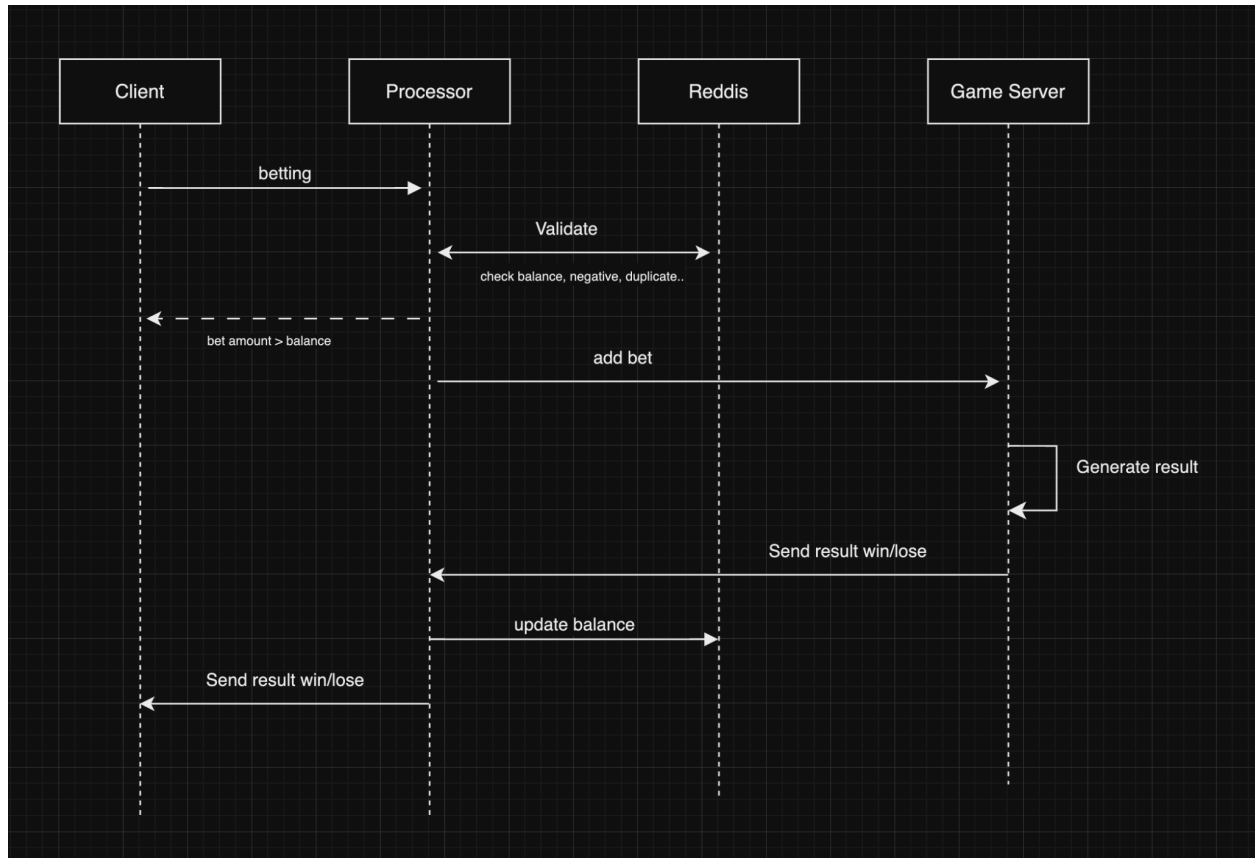 Client
Processor
Reddis
Game Server
betting
Validate
check balance, negative, duplicate..
bet amount > balance
add bet
Generate result
Send result win/lose
update balance
Send result win/lose